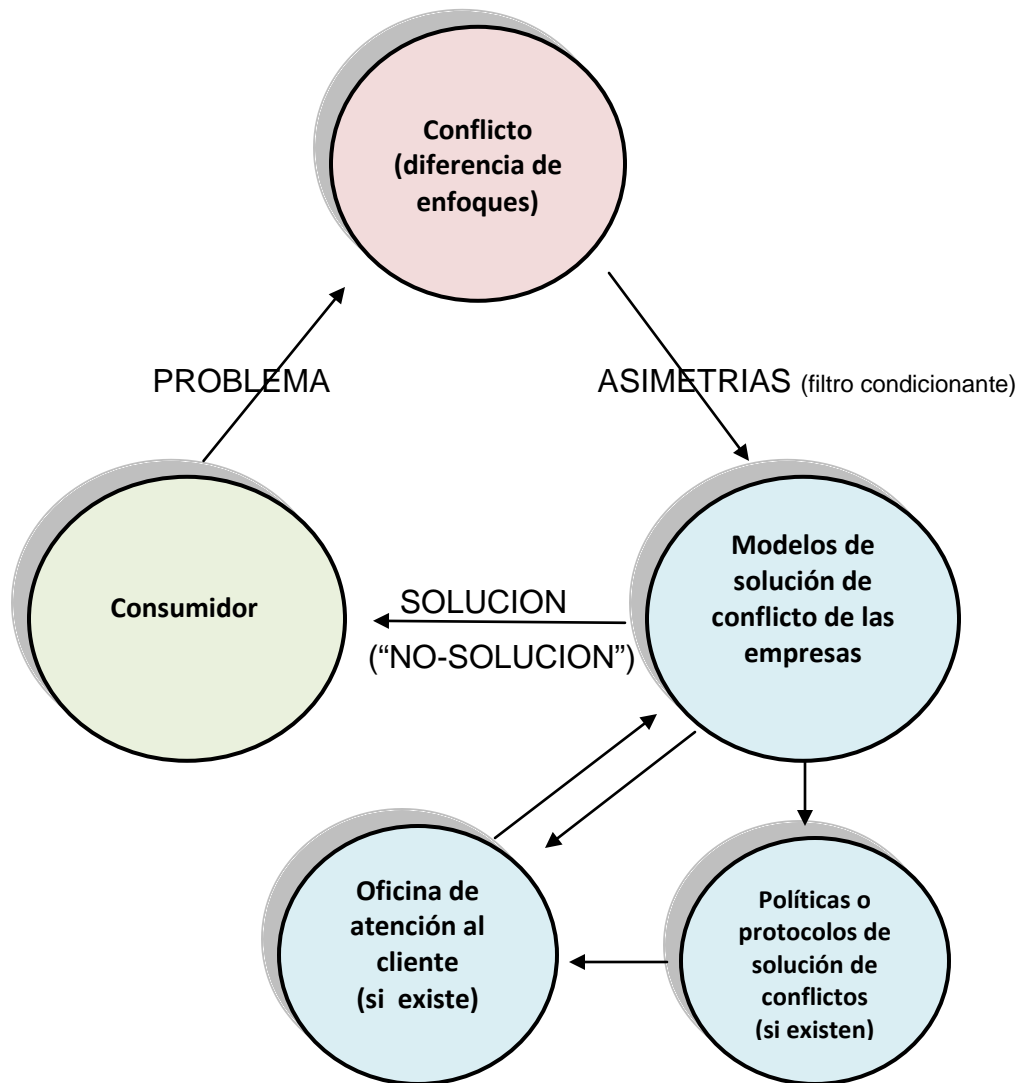 Conflicto
(diferencia de
enfoques)
PROBLEMA
ASIMETRIAS (filtro condicionante)
Consumidor
SOLUCION
(“NO-SOLUCION”)
Modelos de
solución de
conflicto de las
empresas
Oficina de
atención al
cliente
(si existe)
Políticas o
protocolos de
solución de
conflictos
(si existen)